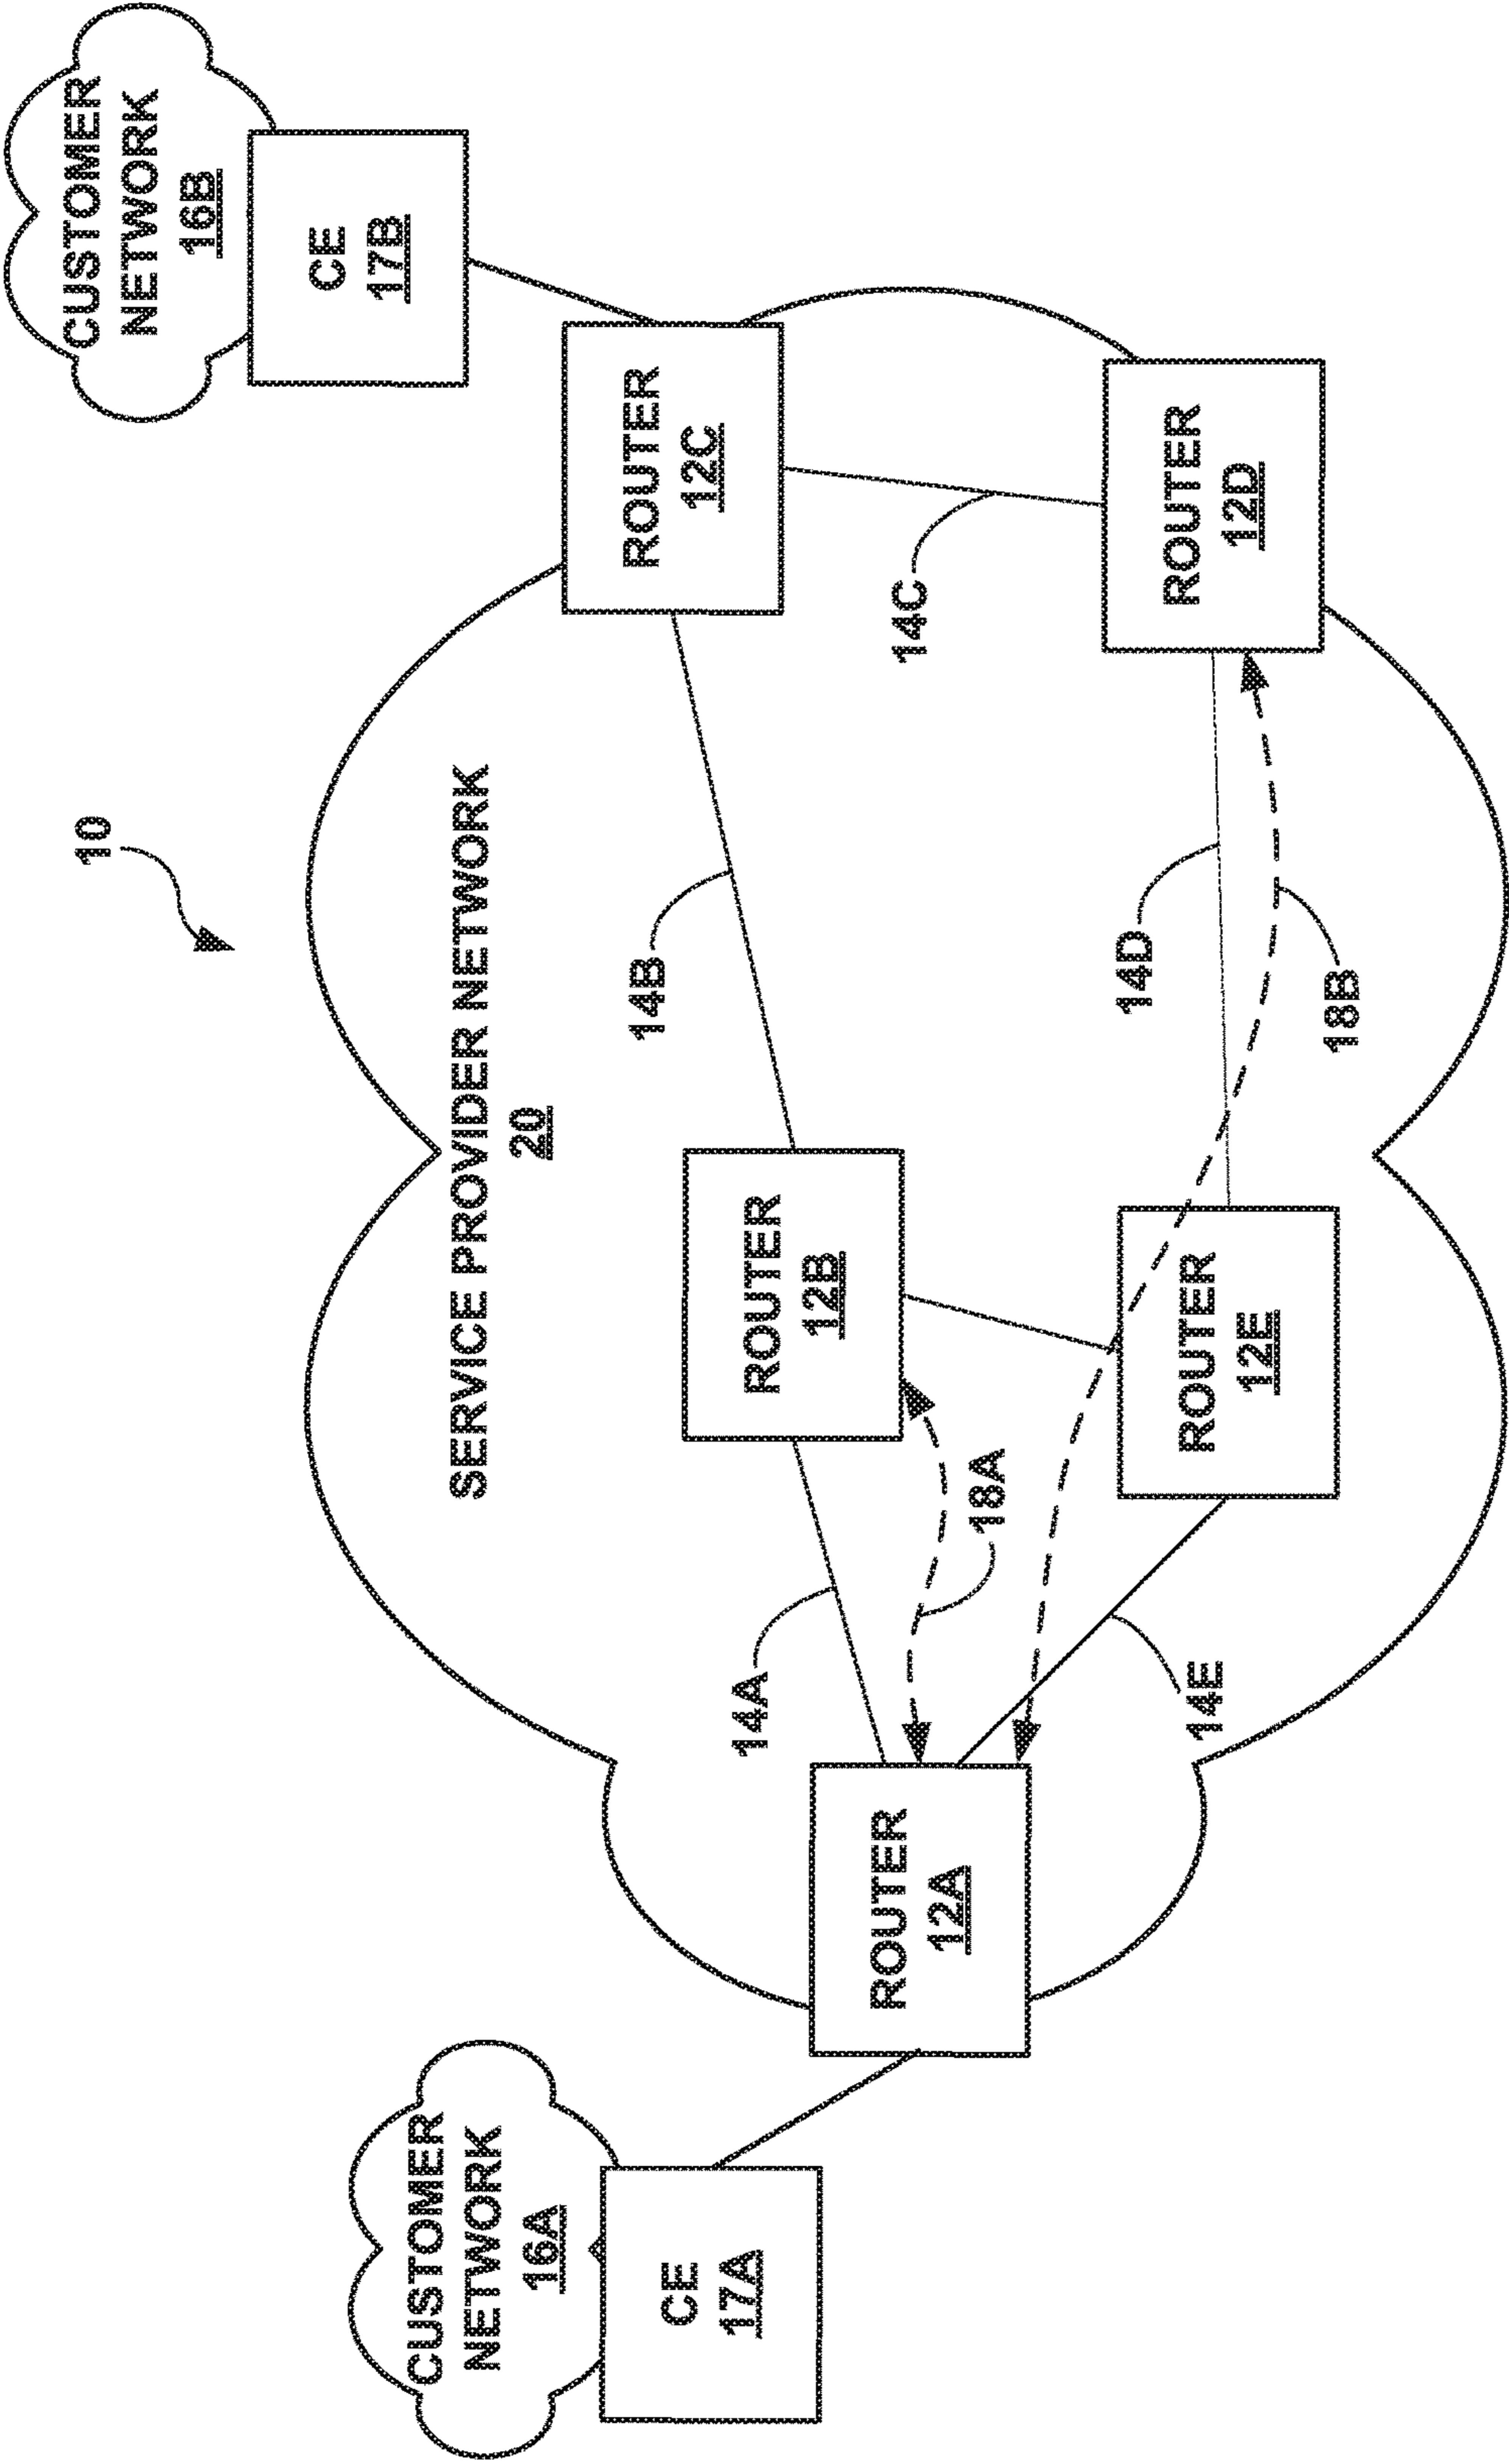 10
CUSTOMER
NETWORK
16B
CE
17B
SERVICE PROVIDER NETWORK
20
CUSTOMER
NETWORK
16A
CE
17A
14B
ROUTER
12C
ROUTER
12B
14A
ROUTER
12A
18A
14C
14D
ROUTER
12D
ROUTER
12E
14E
18B